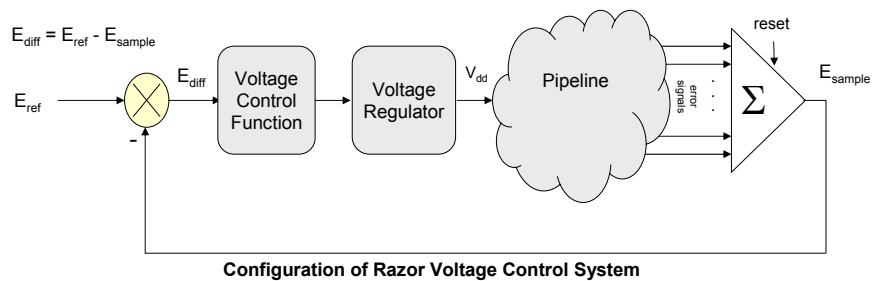 E_diff = E_ref - E_sample
reset
E_ref
E_diff
-
Voltage
Control
Function
Voltage
Regulator
V_dd
Pipeline
error
signals
. . .
Σ
E_sample
Configuration of Razor Voltage Control System